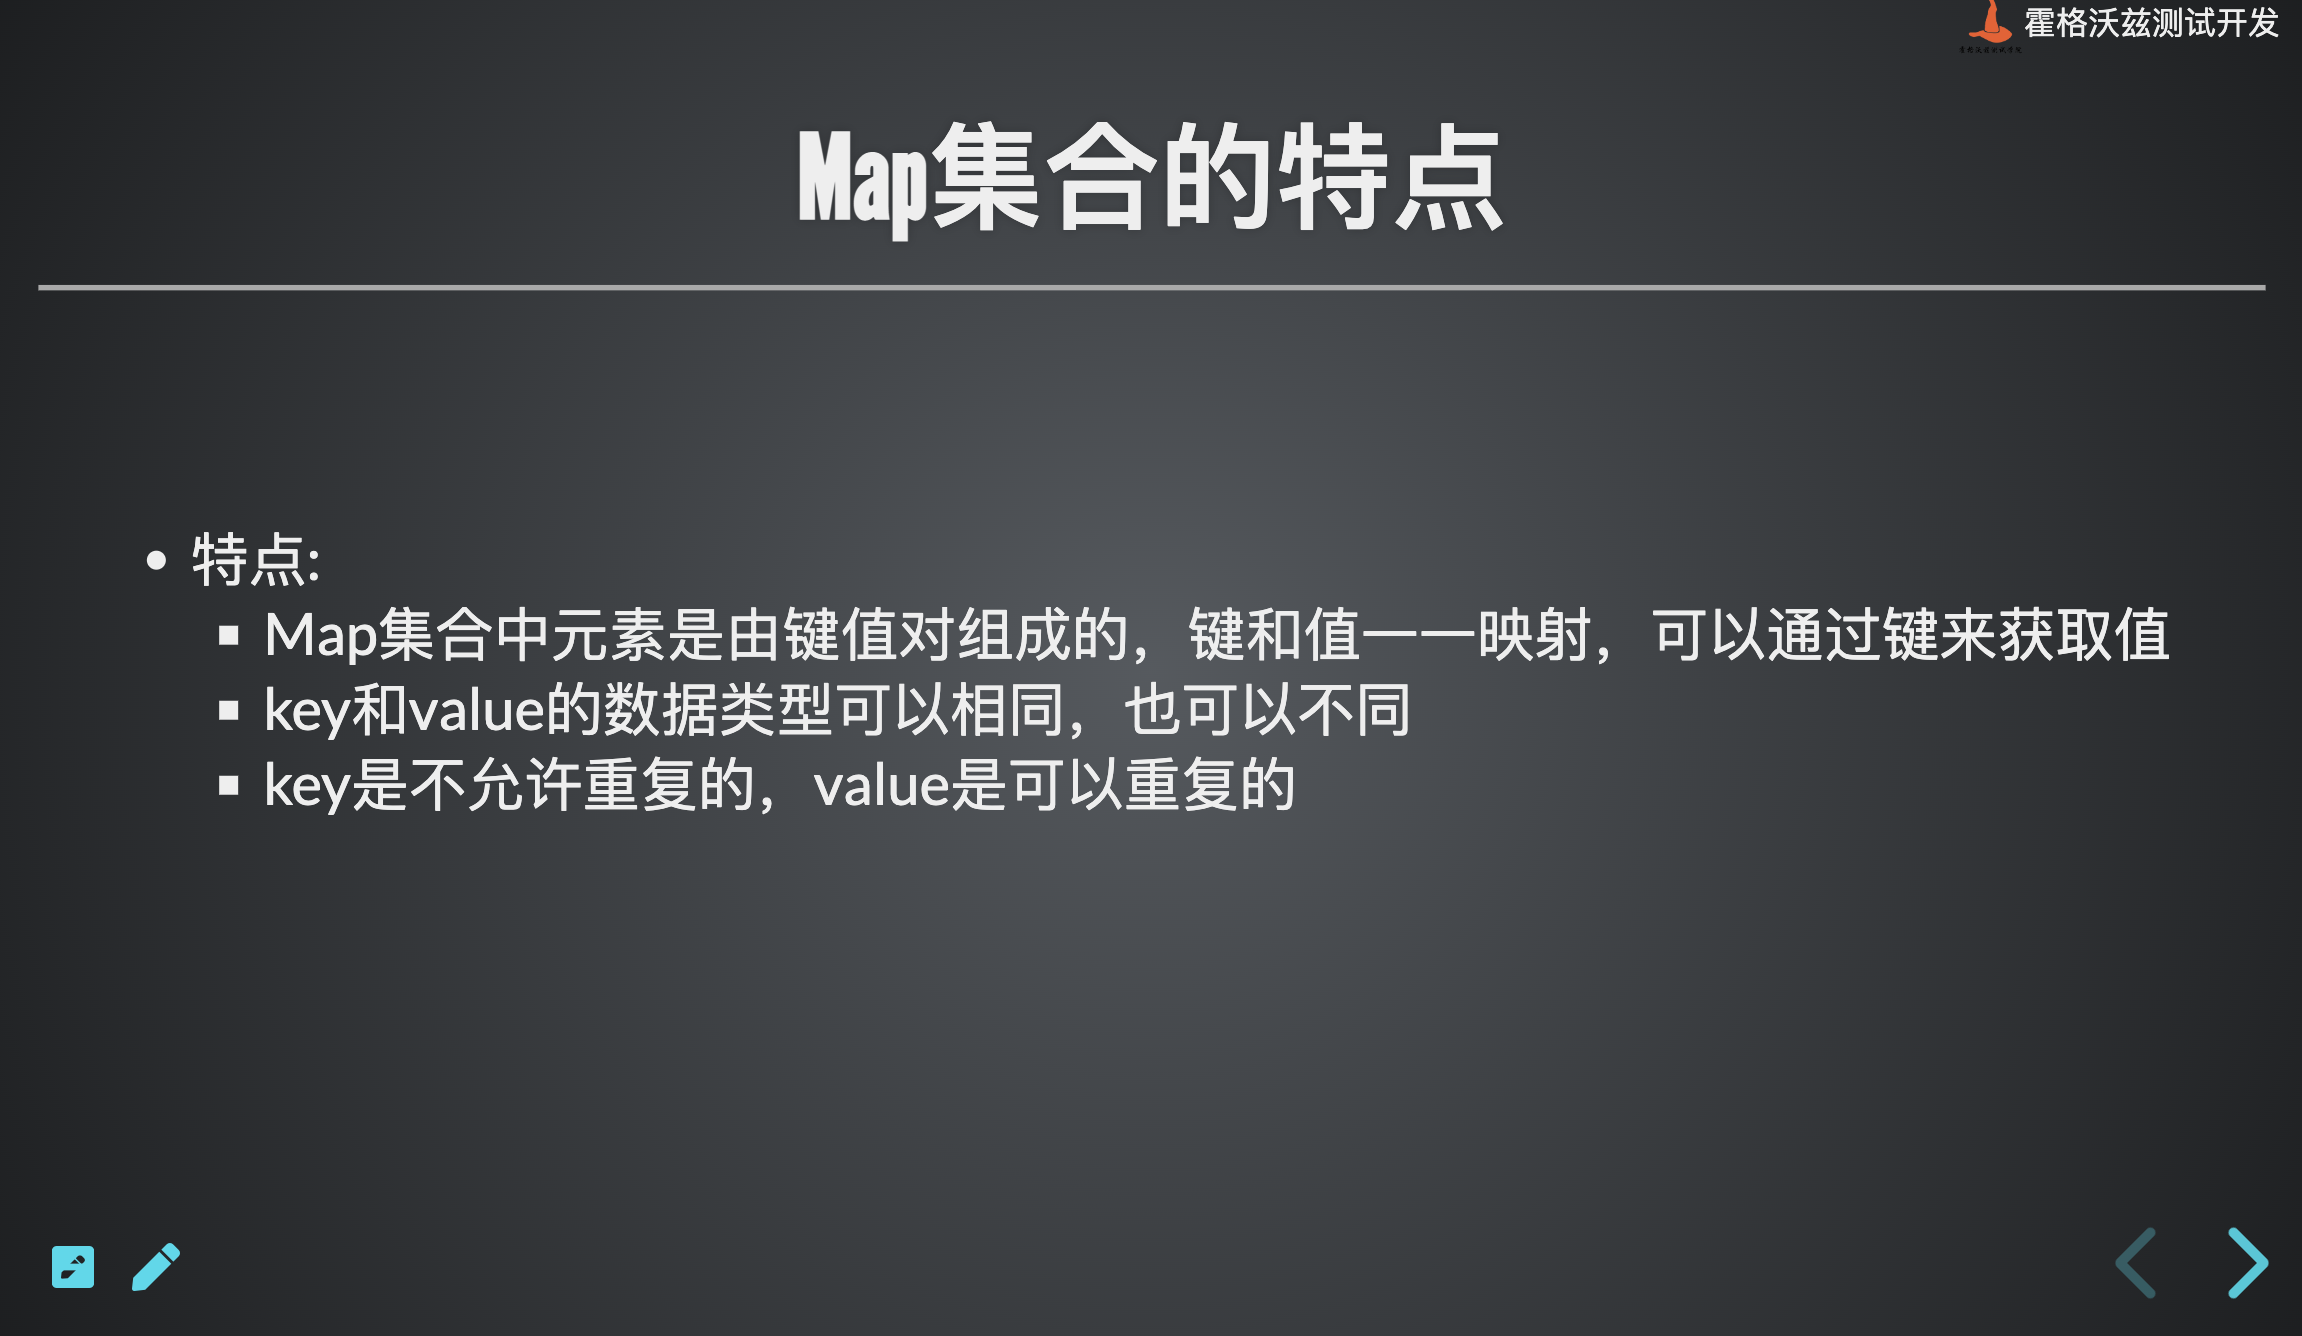 霍格沃兹测试开发
Map集合的特点
特点:
Map集合中元素是由键值对组成的，键和值一一映射，可以通过键来获取值
key和value的数据类型可以相同，也可以不同
key是不允许重复的，value是可以重复的